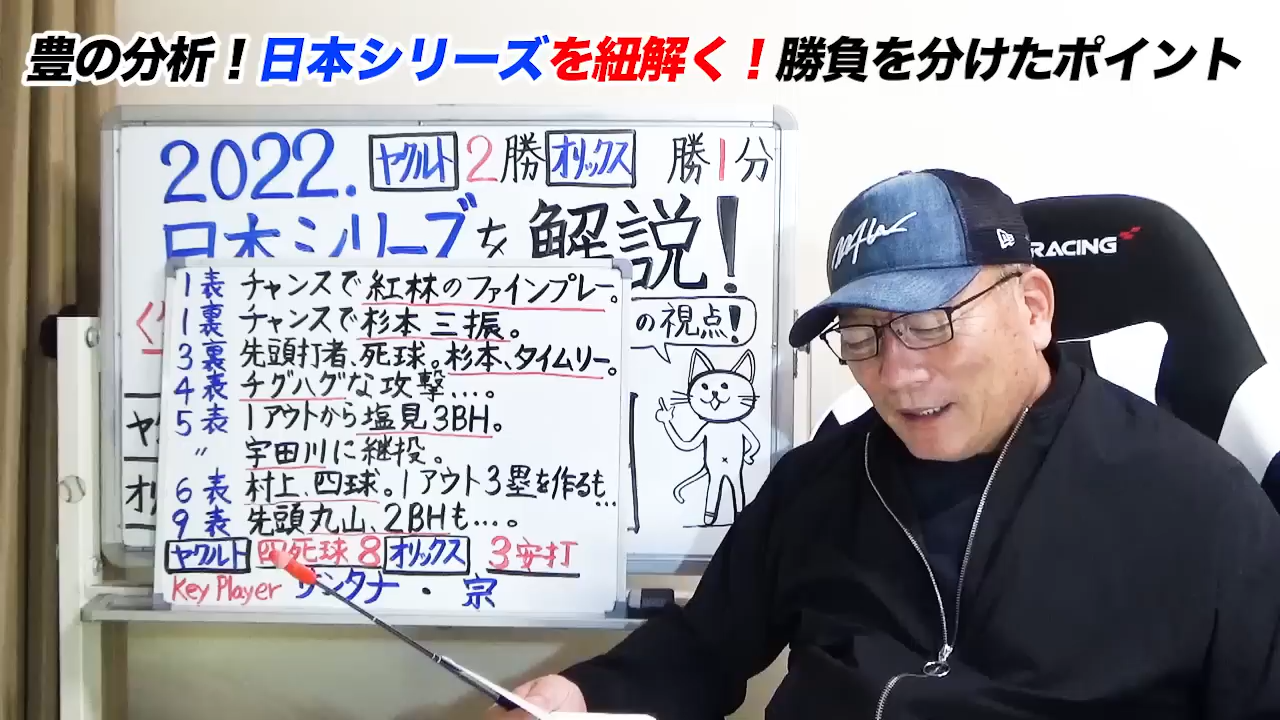 豊の分析！日本シリーズを紐解く！勝負を分けたポイント
2022. ヤクルト 2勝 オリックス 勝1分
日本シリーズを解説！
の視点！
1表 チャンスで紅林のファインプレー。
1裏 チャンスで杉本三振。
3裏 先頭打者、死球。杉本、タイムリー。
4表 チグハグな攻撃…。
5表 1アウトから塩見3BH。
〃 宇田川に継投。
6表 村上、四球。1アウト3塁を作るも…
9表 先頭丸山、2BHも…。
ヤクルト 四死球8 オリックス 3安打
Key Player サンタナ・宗
RACING